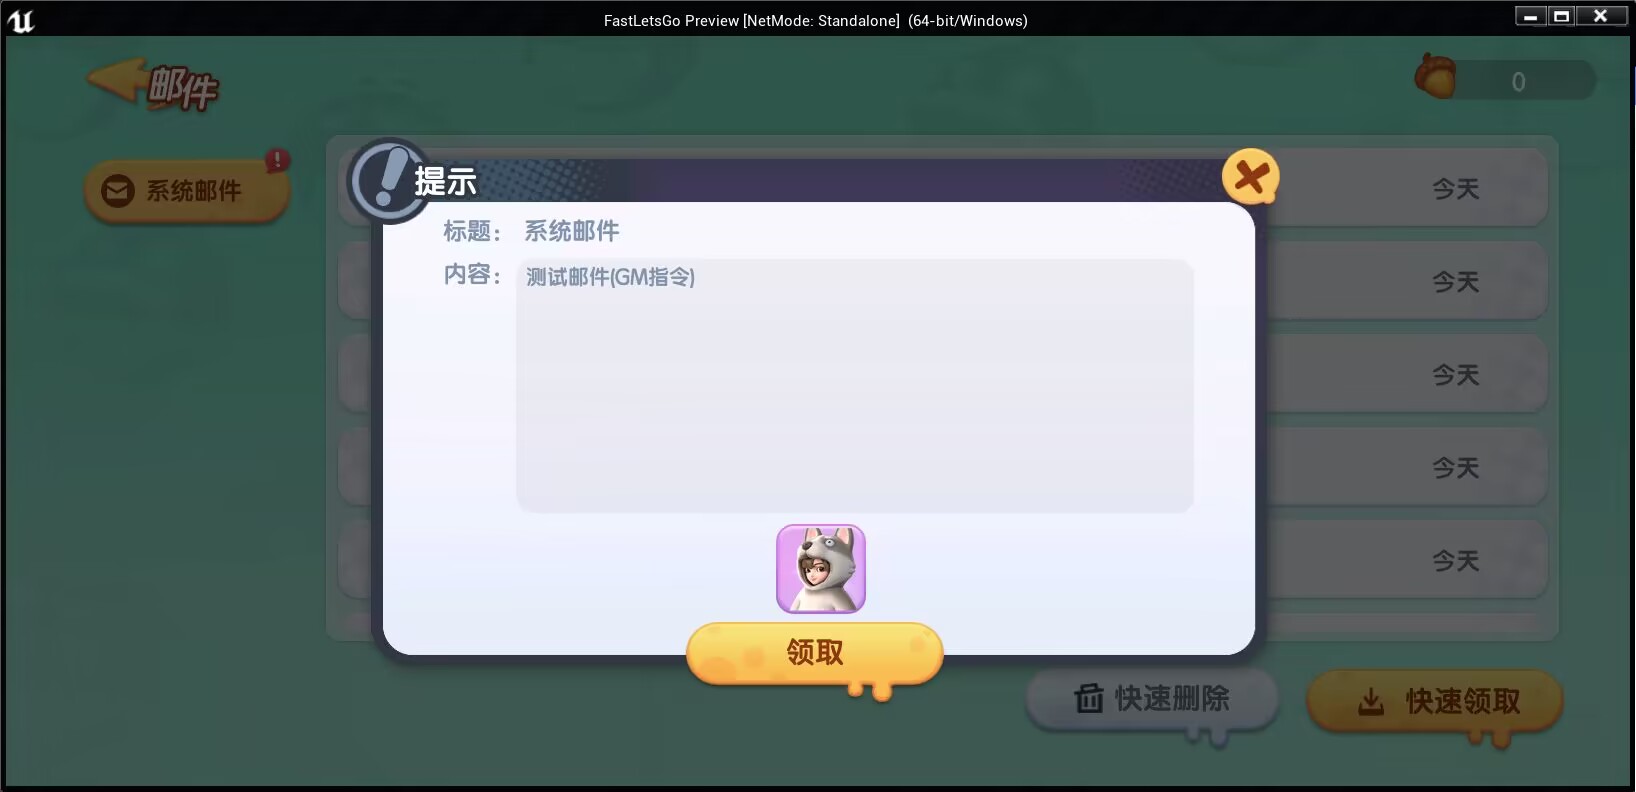 FastLetsGo Preview [NetMode: Standalone] (64-bit/Windows)
邮件
0
系统邮件
提示
标题： 系统邮件
内容： 测试邮件(GM指令)
今天
今天
今天
今天
今天
领取
快速删除
快速领取